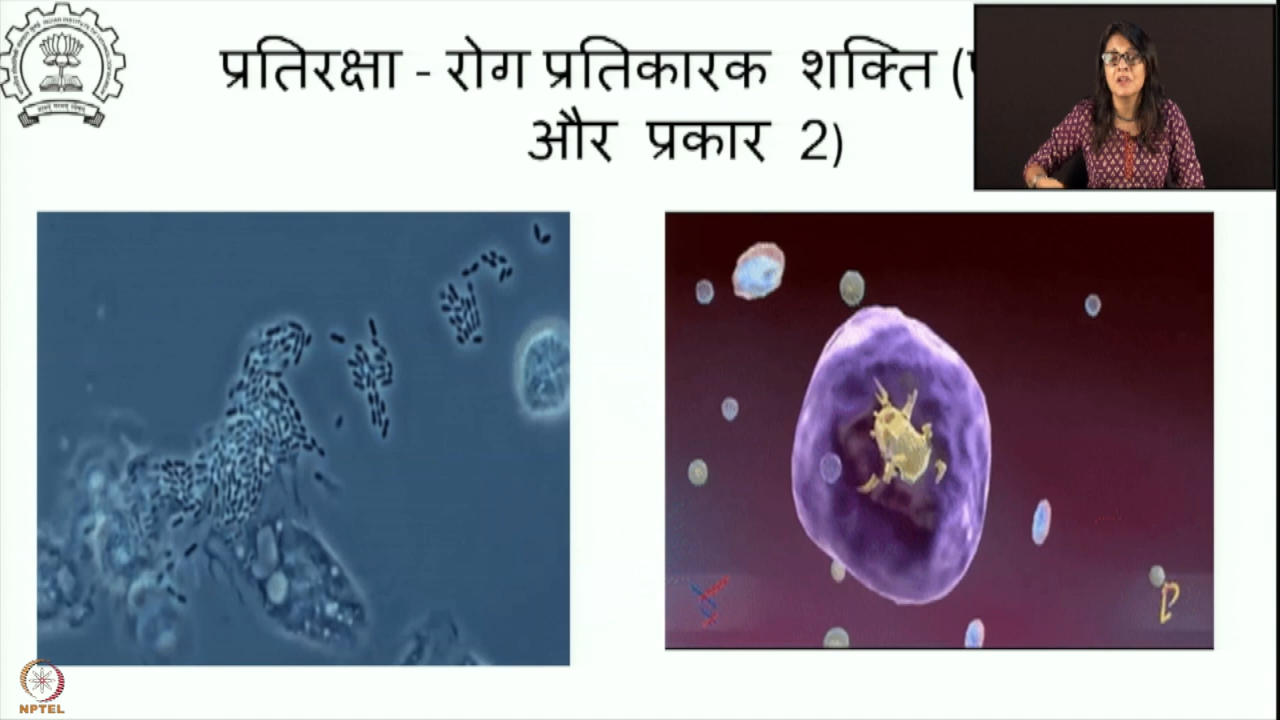 प्रतिरक्षा - रोग प्रतिकारक शक्ति (
और प्रकार 2)
NPTEL